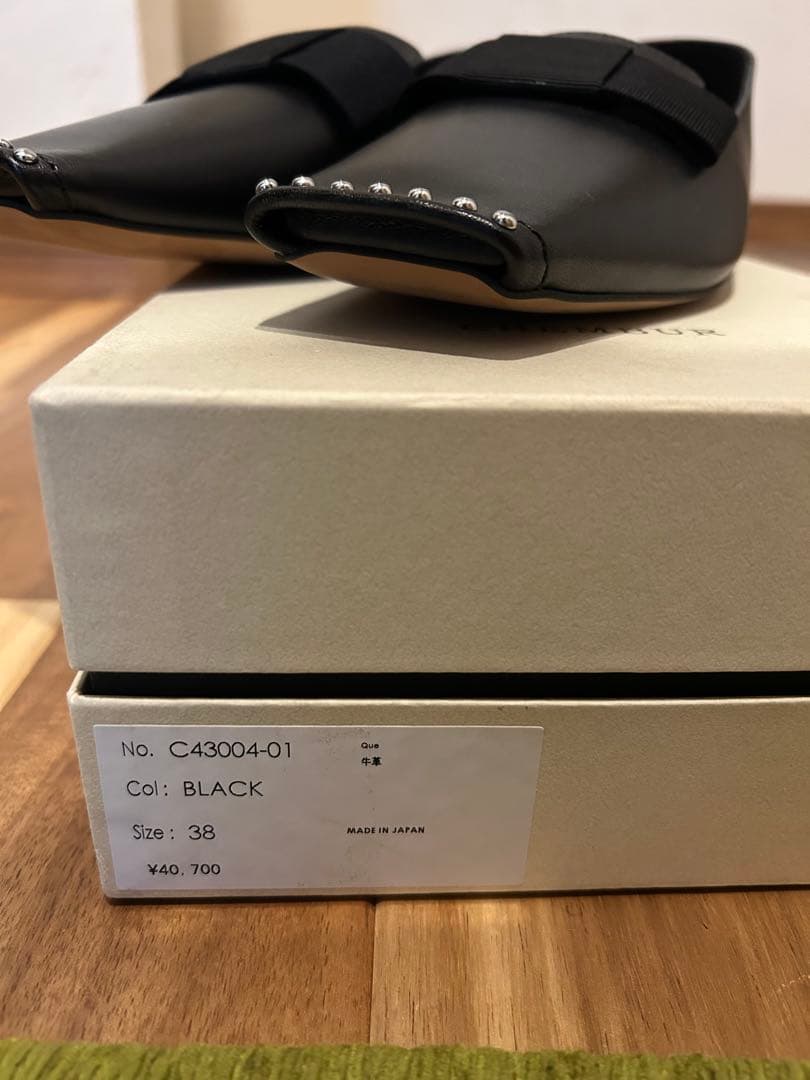 No. C43004-01
Que
牛革
Col: BLACK
Size: 38
MADE IN JAPAN
¥40,700